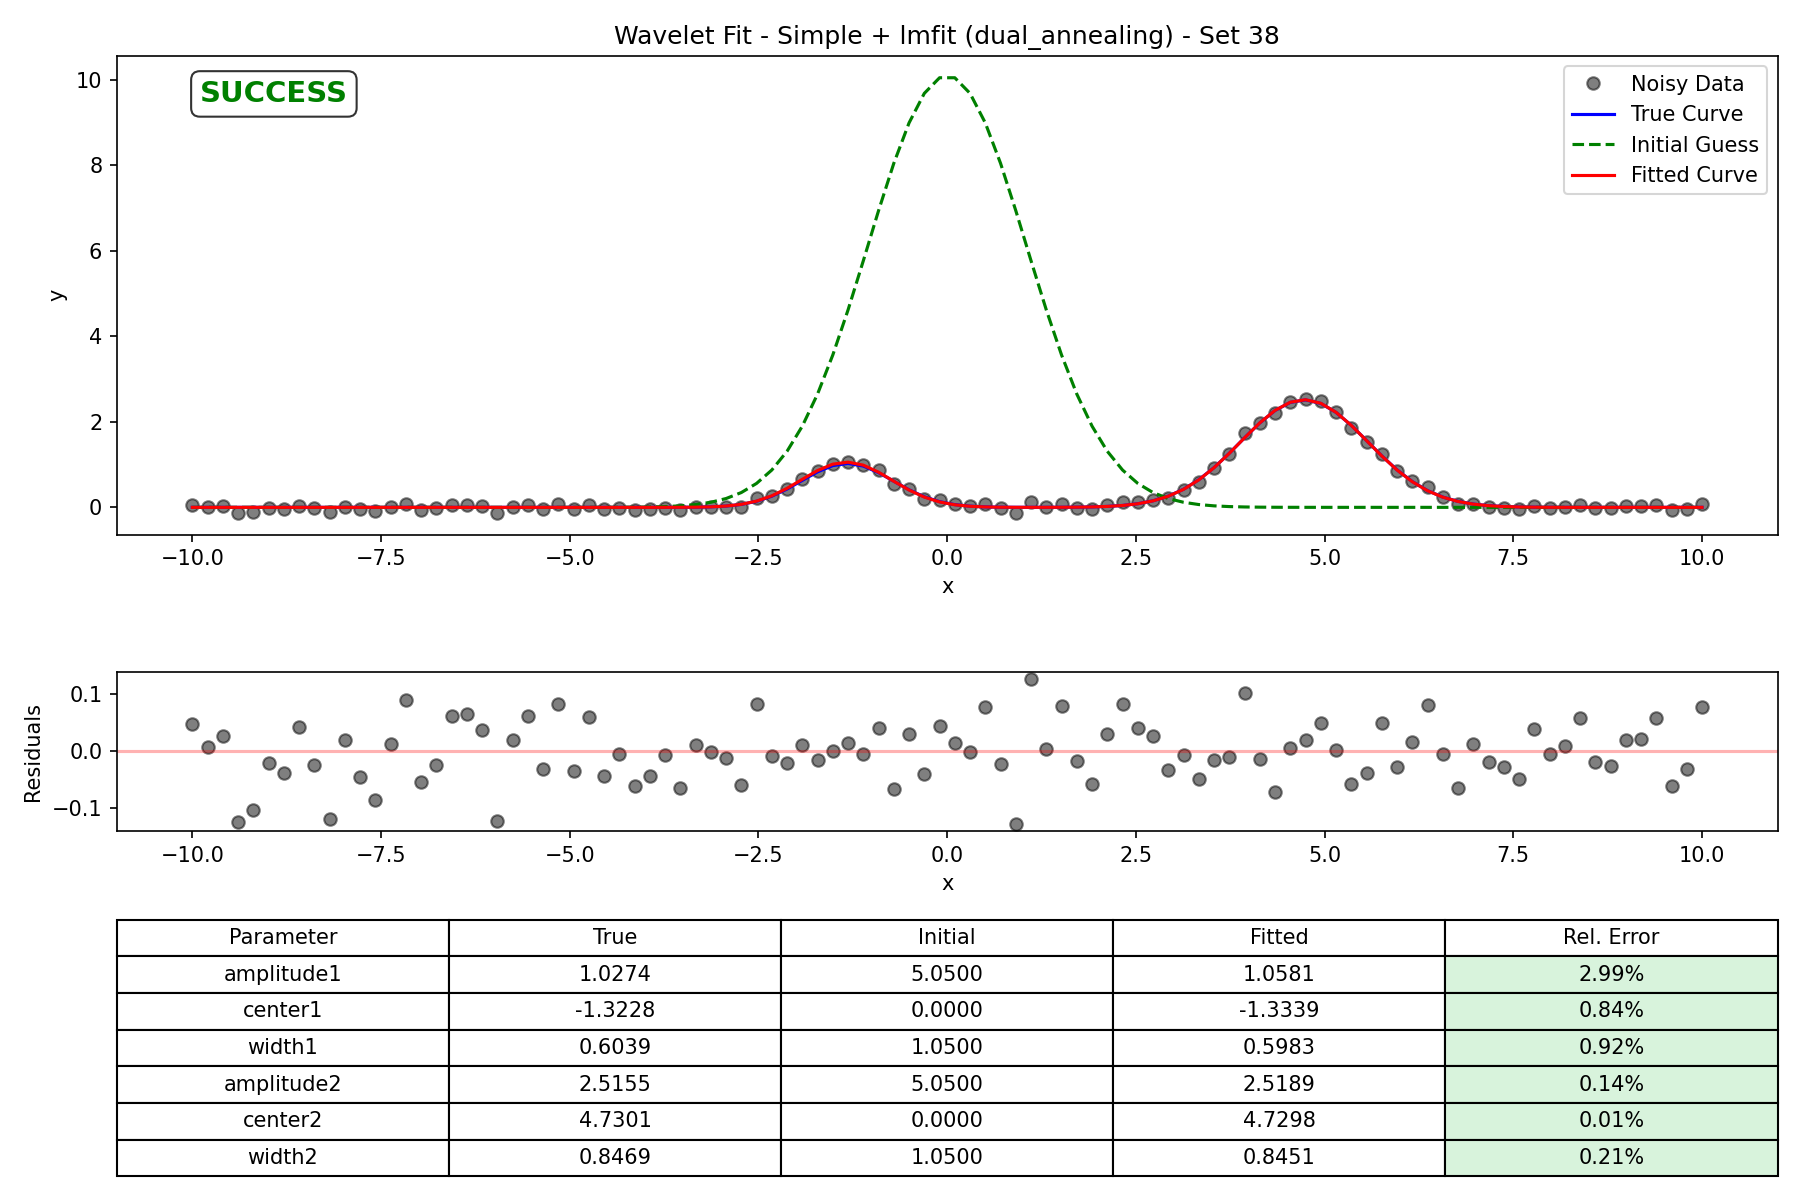 Wavelet Fit - Simple + lmfit (dual_annealing) - Set 38
SUCCESS
Noisy Data
True Curve
Initial Guess
Fitted Curve
y
10
8
6
4
2
0
−10.0 −7.5 −5.0 −2.5 0.0 2.5 5.0 7.5 10.0
x
Residuals
0.1
0.0
−0.1
−10.0 −7.5 −5.0 −2.5 0.0 2.5 5.0 7.5 10.0
x
Parameter True Initial Fitted Rel. Error
amplitude1 1.0274 5.0500 1.0581 2.99%
center1 -1.3228 0.0000 -1.3339 0.84%
width1 0.6039 1.0500 0.5983 0.92%
amplitude2 2.5155 5.0500 2.5189 0.14%
center2 4.7301 0.0000 4.7298 0.01%
width2 0.8469 1.0500 0.8451 0.21%